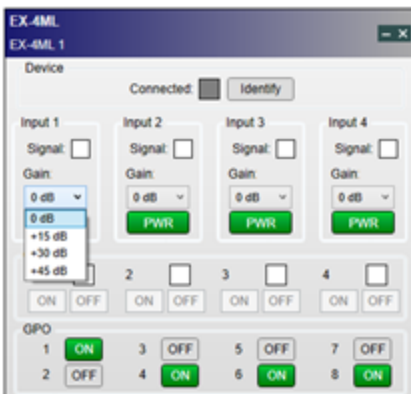 EX-4ML
EX-4ML 1
Device
Connected: Identify
Input 1 Input 2 Input 3 Input 4
Signal: Signal: Signal: Signal:
Gain: Gain: Gain: Gain:
0 dB 0 dB 0 dB 0 dB
0 dB PWR PWR PWR
+15 dB
+30 dB
+45 dB
2 3 4
ON OFF ON OFF ON OFF ON OFF
GPO
1 ON 3 OFF 5 OFF 7 OFF
2 OFF 4 ON 6 ON 8 ON